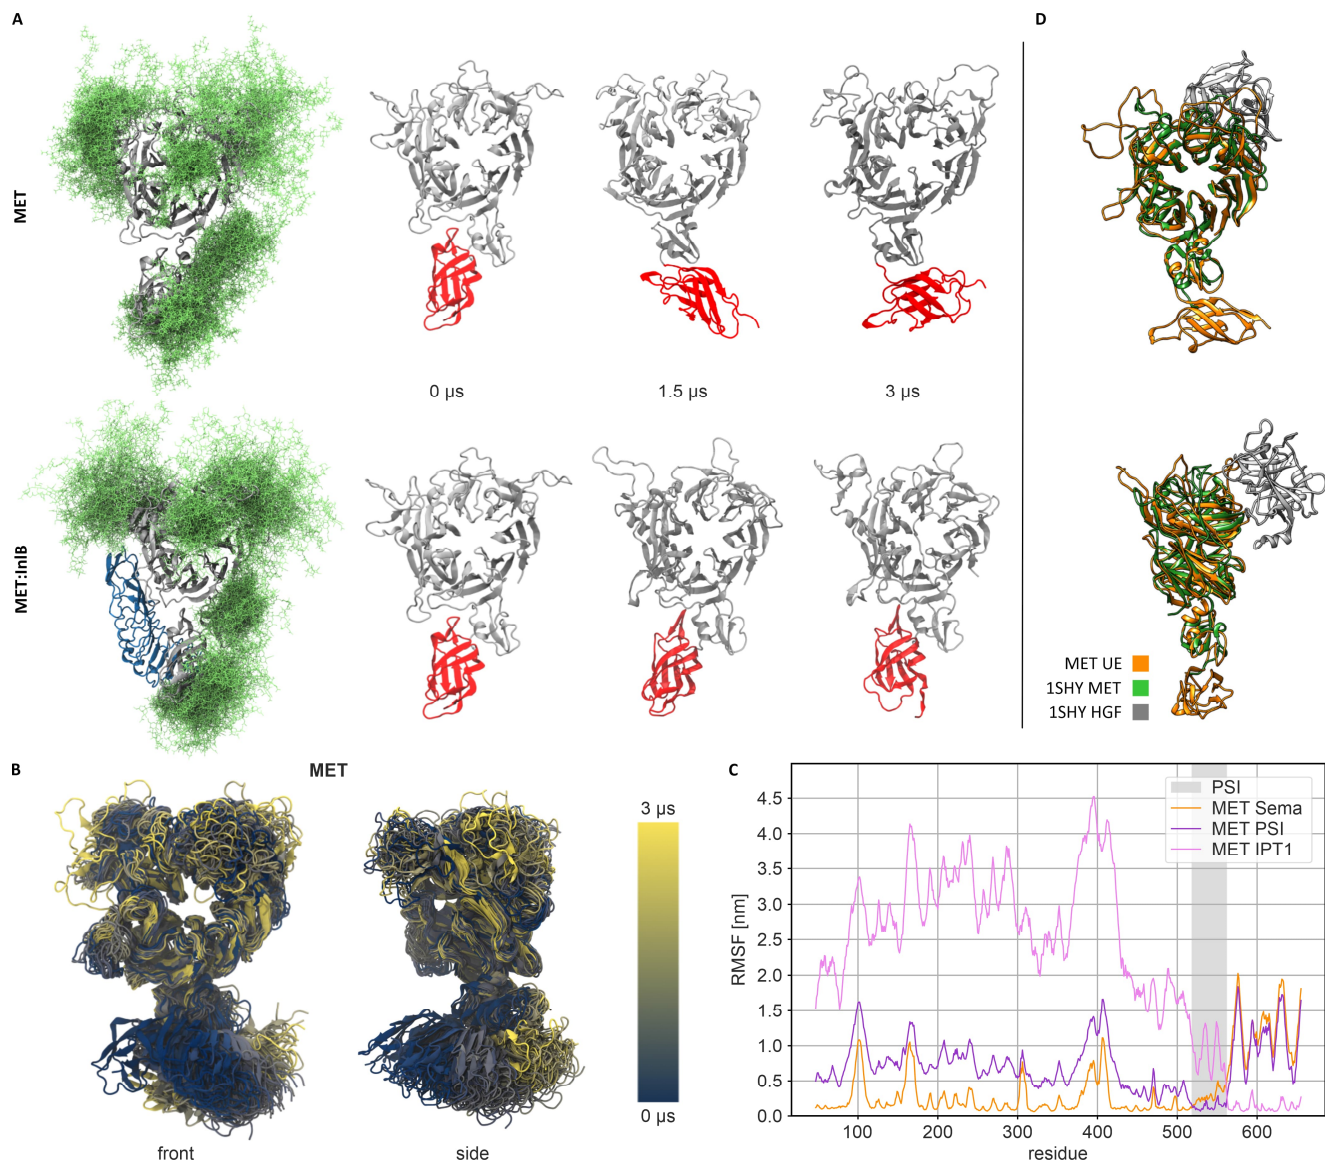 A
D
MET
0 µs
1.5 µs
3 µs
MET:InlB
MET UE
1SHY MET
1SHY HGF
B
MET
C
3 µs
0 µs
front
side
PSI
MET Sema
MET PSI
MET IPT1
RMSF [nm]
4.5
4.0
3.5
3.0
2.5
2.0
1.5
1.0
0.5
0.0
100
200
300
400
500
600
residue